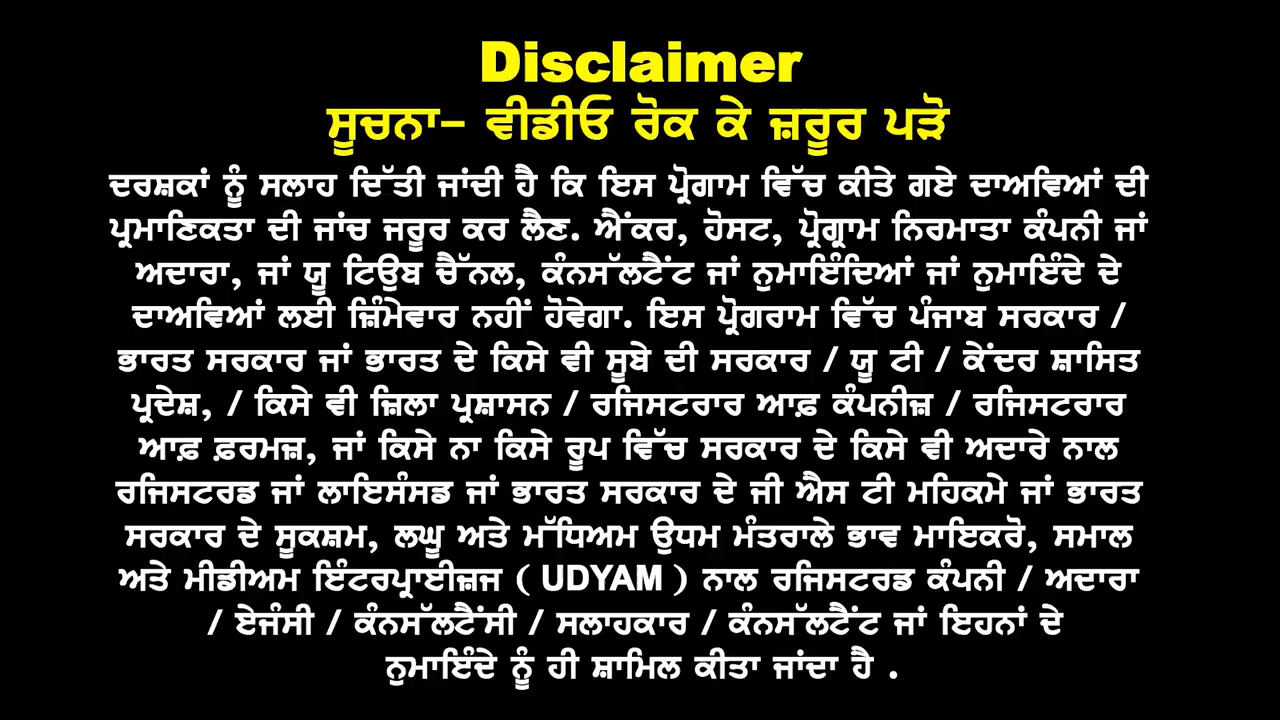 Disclaimer
ਸੂਚਨਾ- ਵੀਡੀਓ ਰੋਕ ਕੇ ਜ਼ਰੂਰ ਪੜੋ
ਦਰਸ਼ਕਾਂ ਨੂੰ ਸਲਾਹ ਦਿੱਤੀ ਜਾਂਦੀ ਹੈ ਕਿ ਇਸ ਪ੍ਰੋਗਾਮ ਵਿੱਚ ਕੀਤੇ ਗਏ ਦਾਅਵਿਆਂ ਦੀ
ਪ੍ਰਮਾਣਿਕਤਾ ਦੀ ਜਾਂਚ ਜਰੂਰ ਕਰ ਲੈਣ. ਐਂਕਰ, ਹੋਸਟ, ਪ੍ਰੋਗ੍ਰਾਮ ਨਿਰਮਾਤਾ ਕੰਪਨੀ ਜਾਂ
ਅਦਾਰਾ, ਜਾਂ ਯੂ ਟਿਊਬ ਚੈੱਨਲ, ਕੰਨਸੱਲਟੈਂਟ ਜਾਂ ਨੁਮਾਇੰਦਿਆਂ ਜਾਂ ਨੁਮਾਇੰਦੇ ਦੇ
ਦਾਅਵਿਆਂ ਲਈ ਜ਼ਿੰਮੇਵਾਰ ਨਹੀਂ ਹੋਵੇਗਾ. ਇਸ ਪ੍ਰੋਗਰਾਮ ਵਿੱਚ ਪੰਜਾਬ ਸਰਕਾਰ /
ਭਾਰਤ ਸਰਕਾਰ ਜਾਂ ਭਾਰਤ ਦੇ ਕਿਸੇ ਵੀ ਸੂਬੇ ਦੀ ਸਰਕਾਰ / ਯੂ ਟੀ / ਕੇਂਦਰ ਸ਼ਾਸਿਤ
ਪ੍ਰਦੇਸ਼, / ਕਿਸੇ ਵੀ ਜ਼ਿਲਾ ਪ੍ਰਸ਼ਾਸਨ / ਰਜਿਸਟਰਾਰ ਆਫ਼ ਕੰਪਨੀਜ਼ / ਰਜਿਸਟਰਾਰ
ਆਫ਼ ਫ਼ਰਮਜ਼, ਜਾਂ ਕਿਸੇ ਨਾ ਕਿਸੇ ਰੂਪ ਵਿੱਚ ਸਰਕਾਰ ਦੇ ਕਿਸੇ ਵੀ ਅਦਾਰੇ ਨਾਲ
ਰਜਿਸਟਰਡ ਜਾਂ ਲਾਇਸੰਸਡ ਜਾਂ ਭਾਰਤ ਸਰਕਾਰ ਦੇ ਜੀ ਐਸ ਟੀ ਮਹਿਕਮੇ ਜਾਂ ਭਾਰਤ
ਸਰਕਾਰ ਦੇ ਸੂਕਸ਼ਮ, ਲਘੂ ਅਤੇ ਮੱਧਿਅਮ ਉਧਮ ਮੰਤਰਾਲੇ ਭਾਵ ਮਾਇਕਰੋ, ਸਮਾਲ
ਅਤੇ ਮੀਡੀਅਮ ਇੰਟਰਪ੍ਰਾਈਜ਼ਜ ( UDYAM ) ਨਾਲ ਰਜਿਸਟਰਡ ਕੰਪਨੀ / ਅਦਾਰਾ
/ ਏਜੰਸੀ / ਕੰਨਸੱਲਟੈਂਸੀ / ਸਲਾਹਕਾਰ / ਕੰਨਸੱਲਟੈਂਟ ਜਾਂ ਇਹਨਾਂ ਦੇ
ਨੁਮਾਇੰਦੇ ਨੂੰ ਹੀ ਸ਼ਾਮਿਲ ਕੀਤਾ ਜਾਂਦਾ ਹੈ .